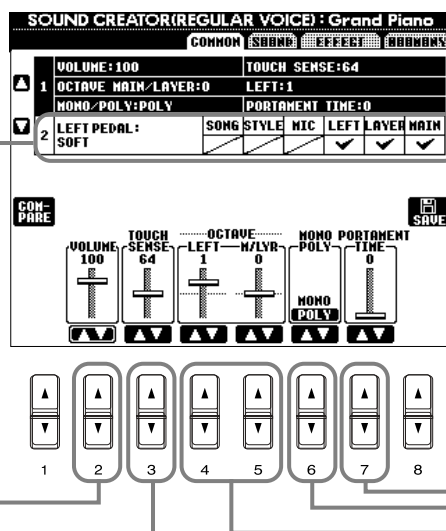 SOUND CREATOR(REGULAR VOICE) : Grand Piano
COMMON SOUND EFFECT HARMONY
1
VOLUME:100 TOUCH SENSE:64
OCTAVE MAIN/LAYER:0 LEFT:1
MONO/POLY:POLY PORTAMENT TIME:0
2
LEFT PEDAL: SONG STYLE MIC LEFT LAYER MAIN
SOFT
COM-
PARE
SAVE
TOUCH OCTAVE MONO PORTAMENT
VOLUME SENSE LEFT M/LYR POLY TIME
100 64 1 0 0
MONO
POLY
1 2 3 4 5 6 7 8